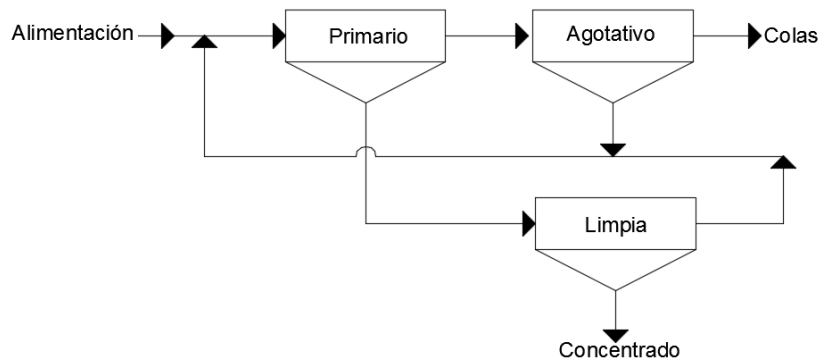 Alimentación
Primario
Agotativo
Colas
Limpia
Concentrado